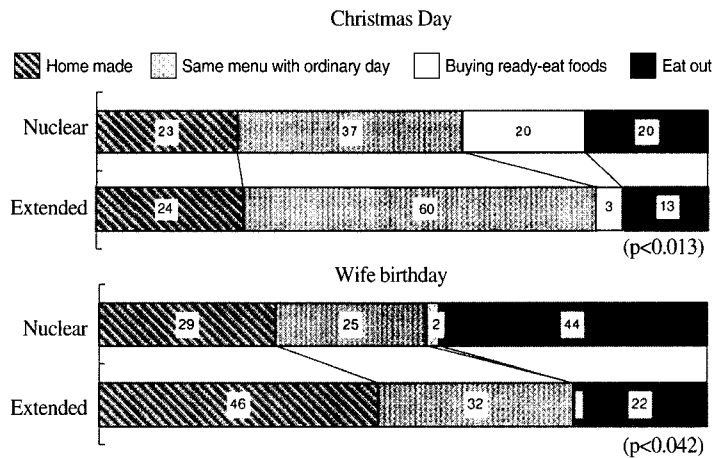 Christmas Day
Home made Same menu with ordinary day Buying ready-eat foods Eat out
Nuclear 23 37 20 20
Extended 24 60 3 13
(p<0.013)
Wife birthday
Nuclear 29 25 2 44
Extended 46 32 22
(p<0.042)